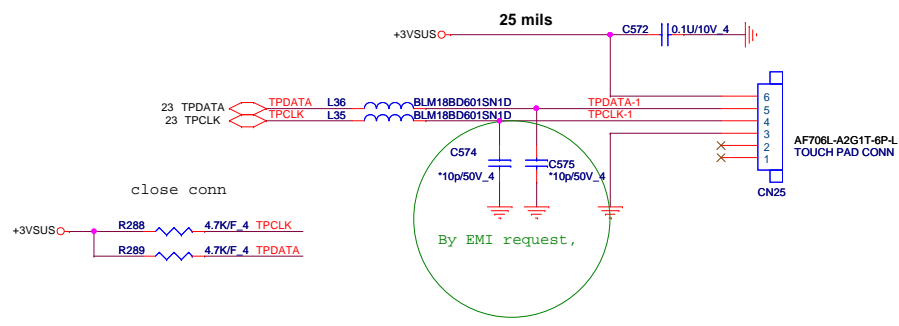 25 mils
C572 0.1U/10V_4
+3VSUS
23 TPDATA TPDATA L36 BLM18BD601SN1D TPDATA-1
23 TPCLK TPCLK L35 BLM18BD601SN1D TPCLK-1
6
5
4
3
2
1
AF706L-A2G1T-6P-L
TOUCH PAD CONN
CN25
C574
*10p/50V_4
C575
*10p/50V_4
close conn
+3VSUS
R288 4.7K/F_4 TPCLK
R289 4.7K/F_4 TPDATA
By EMI request,